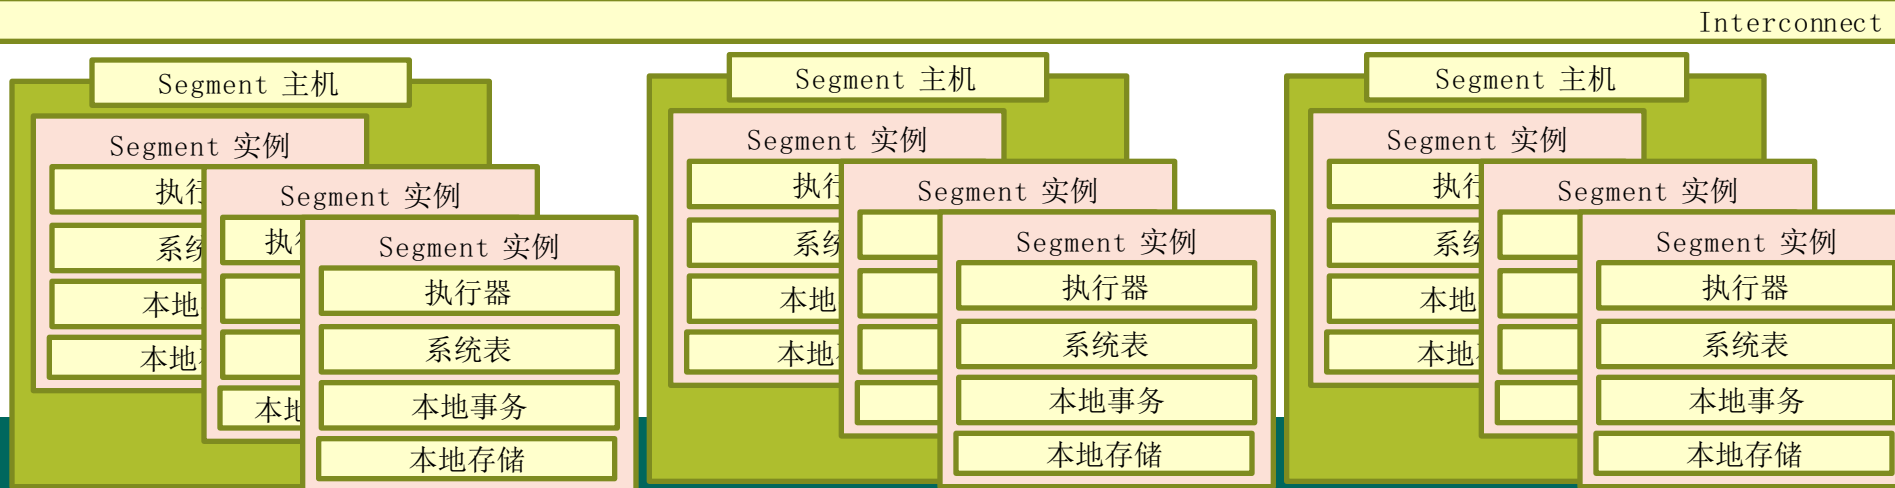 Interconnect
Segment 主机
Segment 实例
执行
系统
本地
本地
Segment 实例
执行
本地
Segment 实例
执行器
系统表
本地事务
本地存储
Segment 主机
Segment 实例
执行
系统
本地
本地
Segment 实例
Segment 实例
执行器
系统表
本地事务
本地存储
Segment 主机
Segment 实例
执行
系统
本地
本地
Segment 实例
Segment 实例
执行器
系统表
本地事务
本地存储